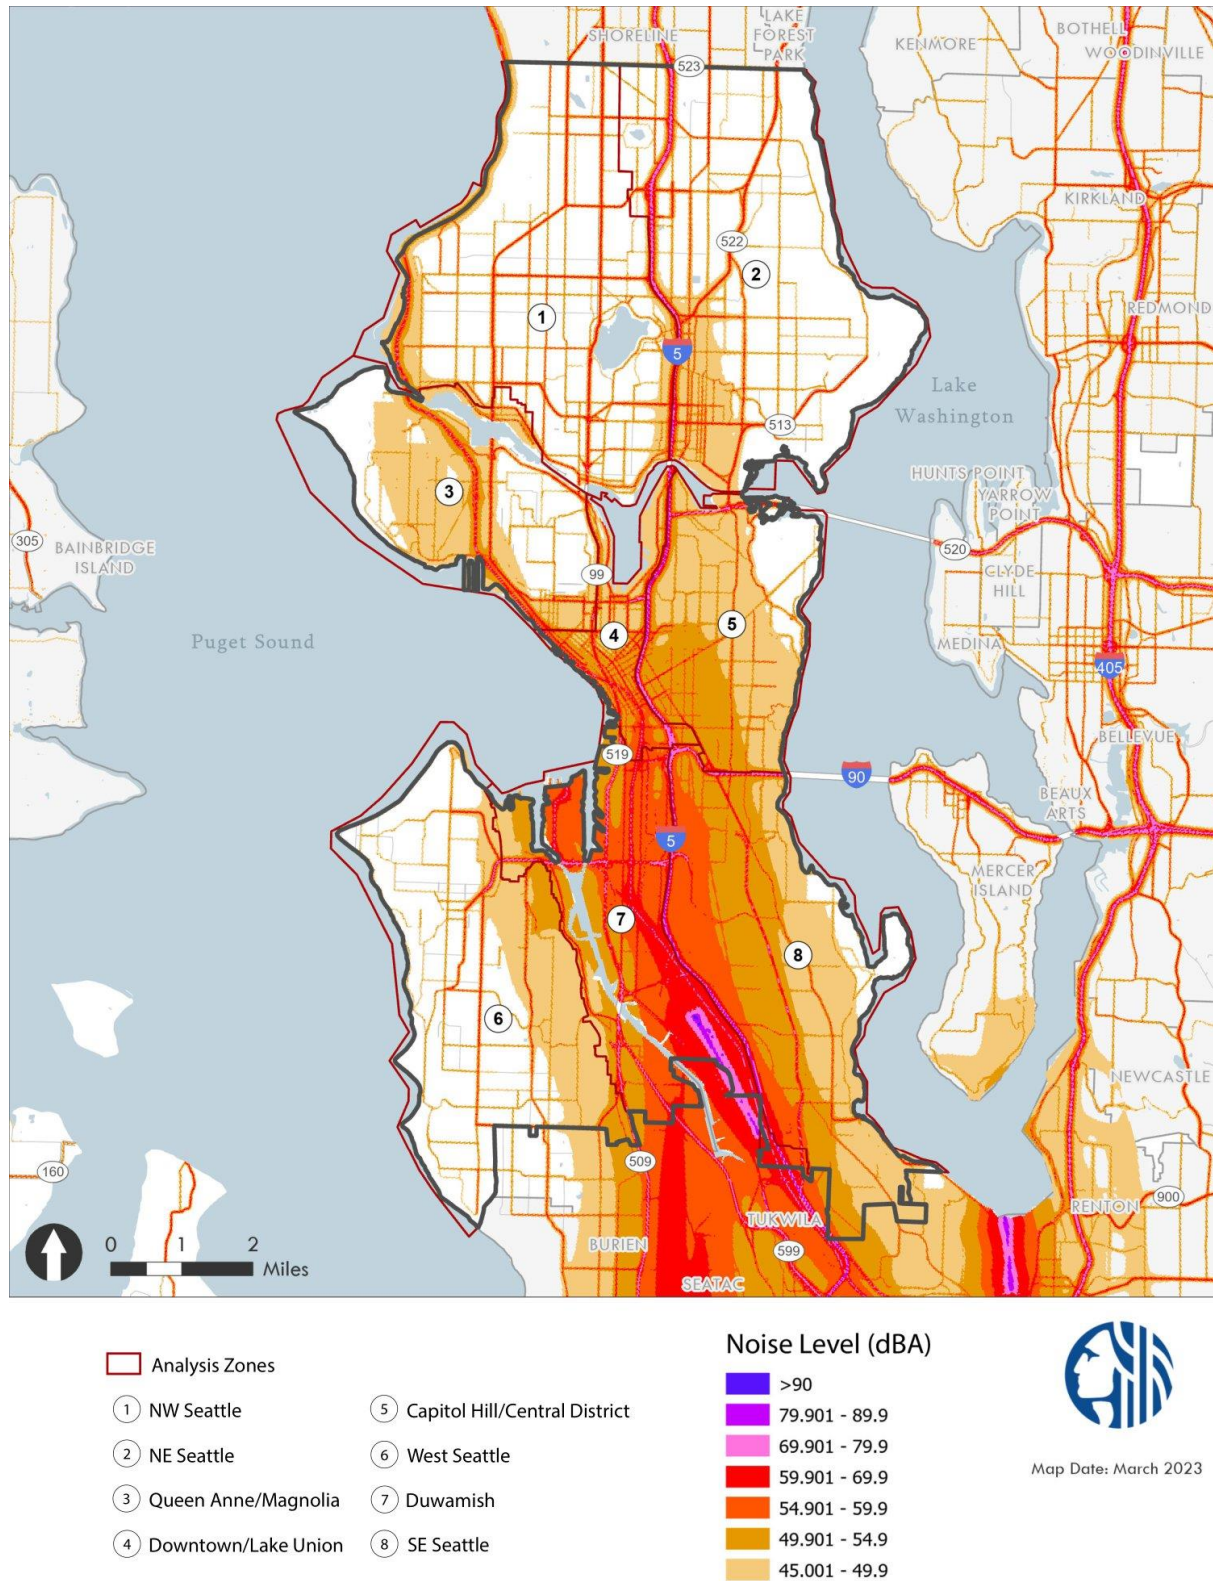 SHORELINE
LAKE
FOREST
PARK
KENMORE
BOTHELL
WOODINVILLE
523
KIRKLAND
522
2
1
REDMOND
5
Lake
Washington
513
HUNTS POINT
YARROW
POINT
3
305
BAINBRIDGE
ISLAND
520
99
CLYDE
HILL
5
4
Puget Sound
MEDINA
405
519
BELLEVUE
90
BEAUX
ARTS
5
MERCER
ISLAND
7
8
6
NEWCASTLE
160
509
900
RENTON
TUKWILA
BURIEN
599
SEATAC
0 1 2
Miles
Analysis Zones
1 NW Seattle
2 NE Seattle
3 Queen Anne/Magnolia
4 Downtown/Lake Union
5 Capitol Hill/Central District
6 West Seattle
7 Duwamish
8 SE Seattle
Noise Level (dBA)
>90
79.901 - 89.9
69.901 - 79.9
59.901 - 69.9
54.901 - 59.9
49.901 - 54.9
45.001 - 49.9
Map Date: March 2023